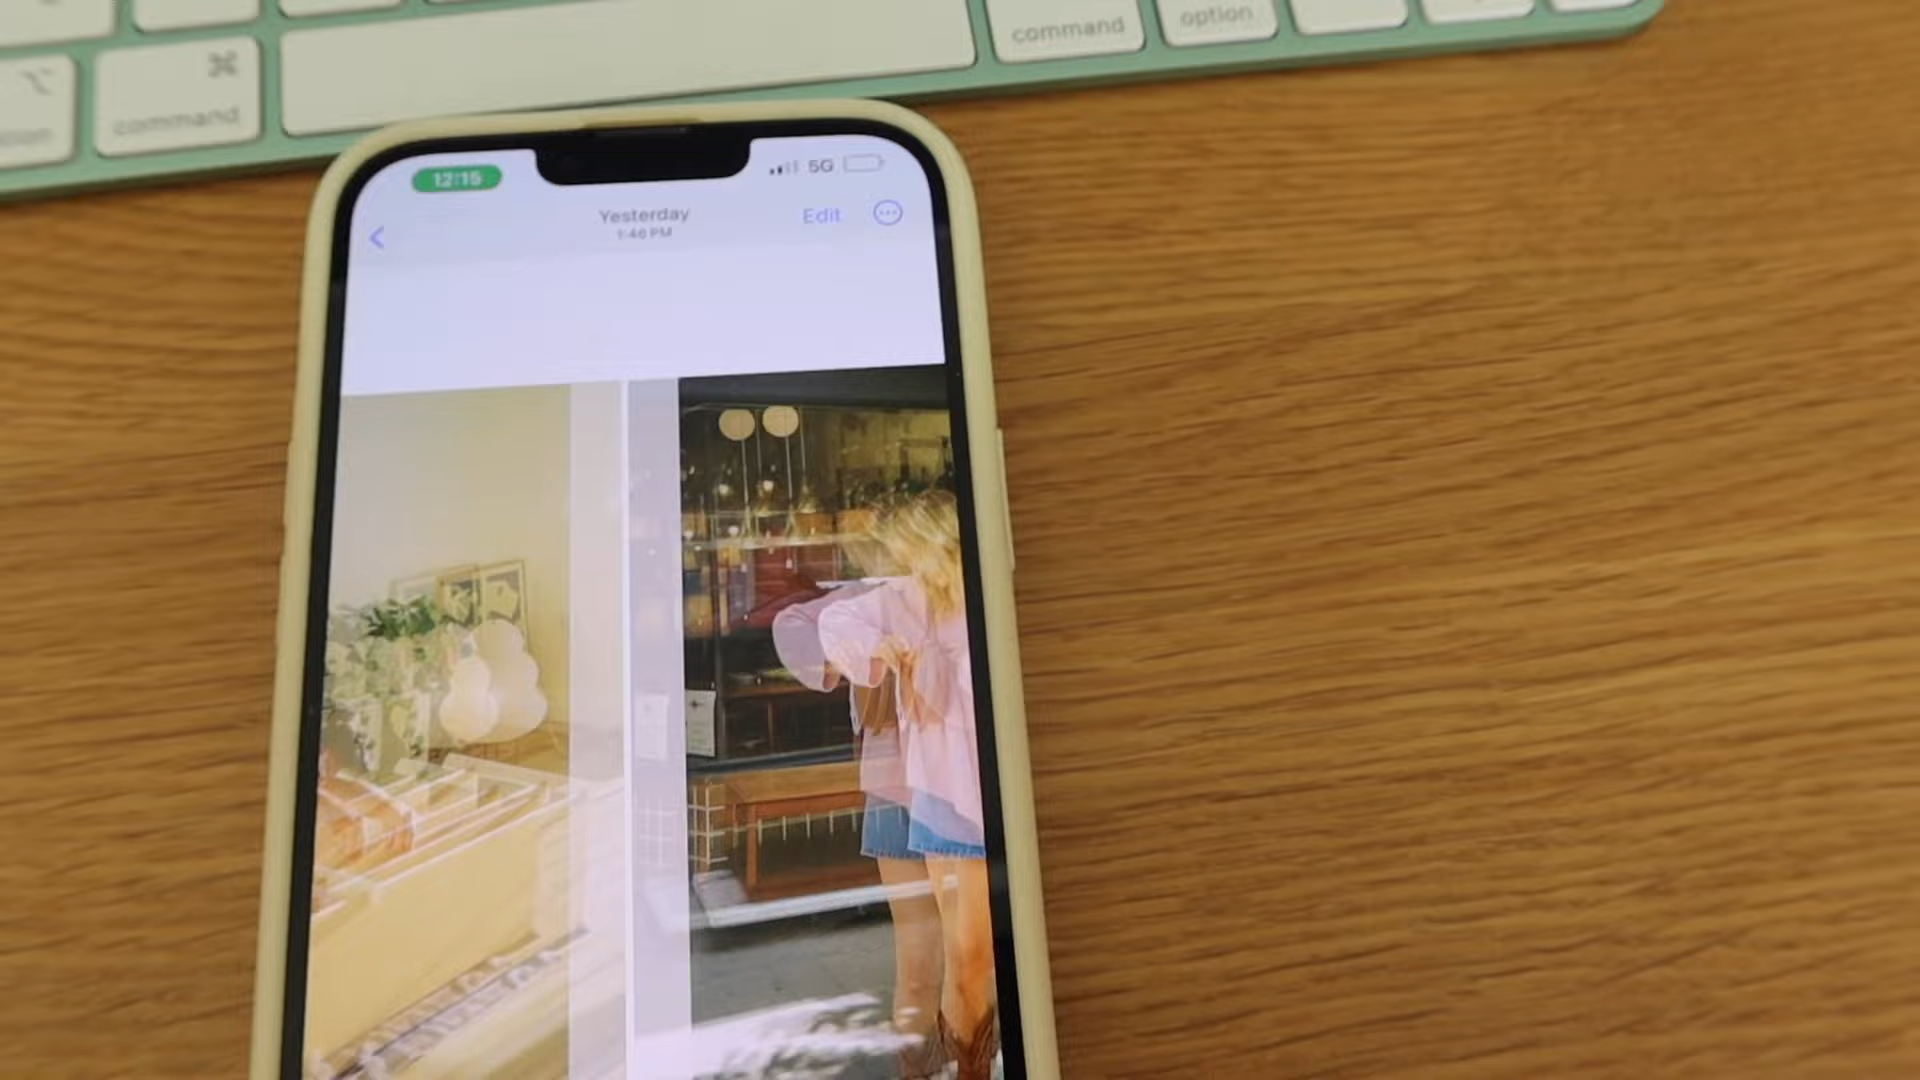 command
option
⌘
⌥
command
12:15
5G
Yesterday
Edit
1:46 PM